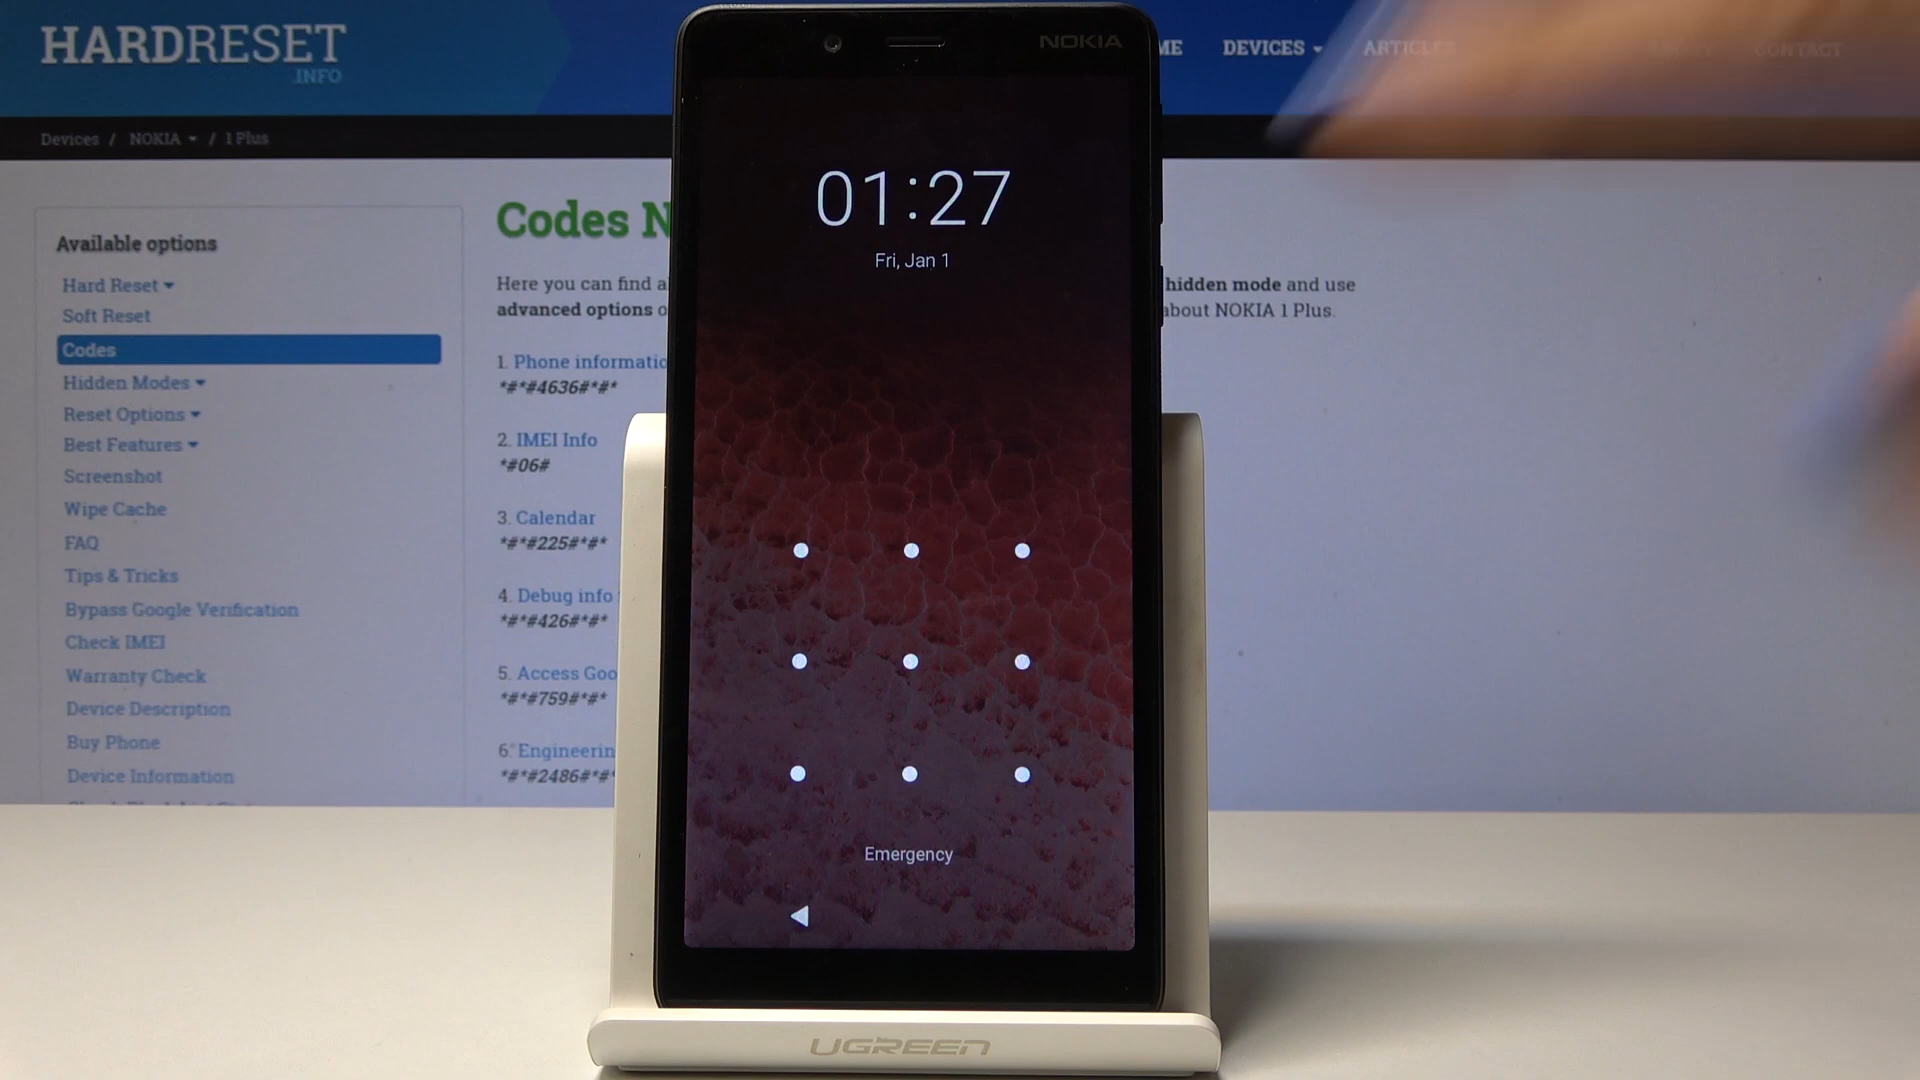 HARDRESET
.INFO
NOKIA
ME
DEVICES
ARTICLES
CONTACT
Devices / NOKIA / 1 Plus
01:27
Fri, Jan 1
Available options
Hard Reset
Soft Reset
Codes
Hidden Modes
Reset Options
Best Features
Screenshot
Wipe Cache
FAQ
Tips & Tricks
Bypass Google Verification
Check IMEI
Warranty Check
Device Description
Buy Phone
Device Information
Codes N
Here you can find a hidden mode and use
advanced options o about NOKIA 1 Plus.
1. Phone informatio
*#*#4636#*#*
2. IMEI Info
*#06#
3. Calendar
*#*#225#*#*
4. Debug info
*#*#426#*#*
5. Access Goo
*#*#759#*#*
6. Engineerin
*#*#2486#*#*
Emergency
UGREEN